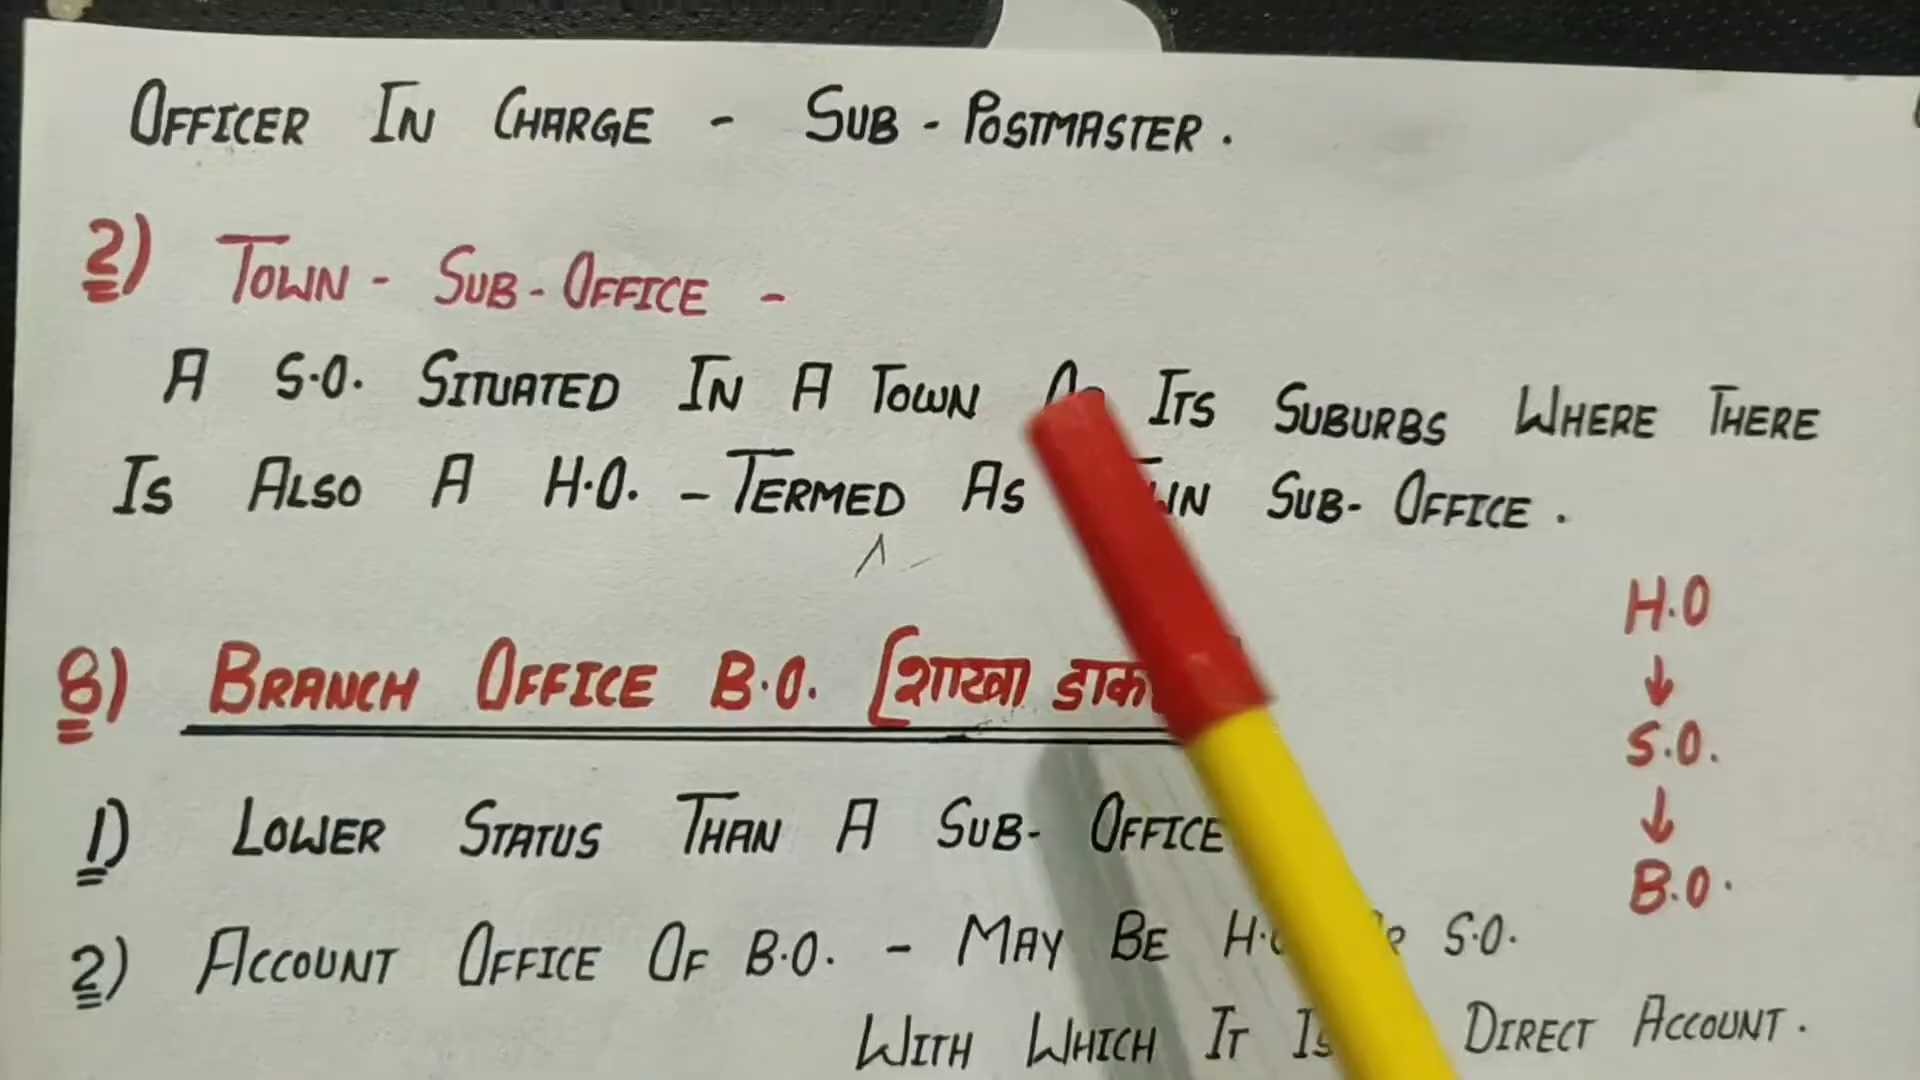 OFFICER IN CHARGE - SUB - POSTMASTER.
2) TOWN - SUB-OFFICE -
A S.O. SITUATED IN A TOWN ITS SUBURBS WHERE THERE
IS ALSO A H.O. - TERMED AS SUB- OFFICE.
H.O
↓
S.O.
↓
B.O.
8) BRANCH OFFICE B.O. [शाखा
1) LOWER STATUS THAN A SUB- OFFICE
2) ACCOUNT OFFICE OF B.O. - MAY BE S.O.
WITH WHICH IT DIRECT ACCOUNT.